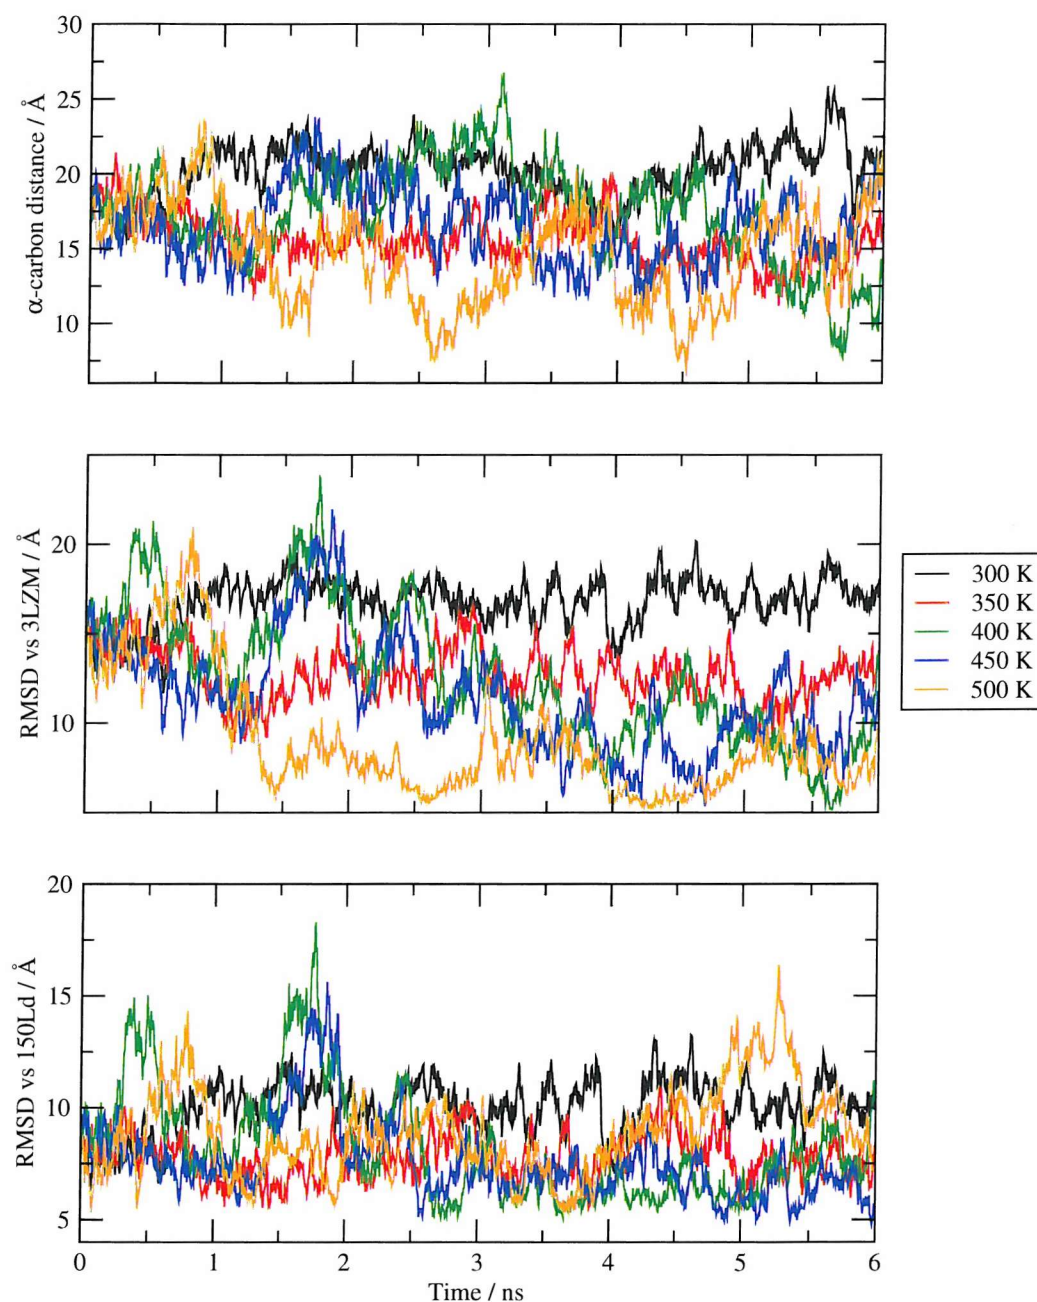 30
25
20
15
10
α-carbon distance / Å
20
10
RMSD vs 3LZM / Å
300 K
350 K
400 K
450 K
500 K
20
15
10
5
RMSD vs 150Ld / Å
0 1 2 3 4 5 6
Time / ns